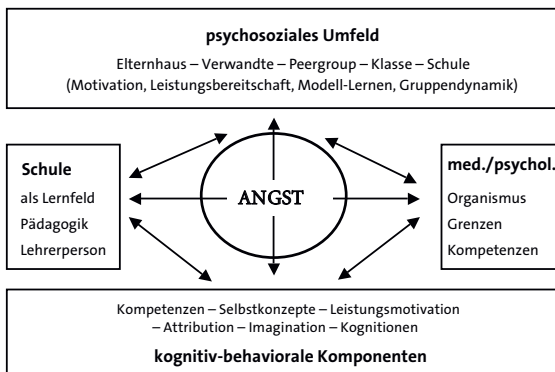 psychosoziales Umfeld
Elternhaus – Verwandte – Peergroup – Klasse – Schule
(Motivation, Leistungsbereitschaft, Modell-Lernen, Gruppendynamik)
Schule
als Lernfeld
Pädagogik
Lehrerperson
ANGST
med./psychol.
Organismus
Grenzen
Kompetenzen
Kompetenzen – Selbstkonzepte – Leistungsmotivation
– Attribution – Imagination – Kognitionen
kognitiv-behaviorale Komponenten